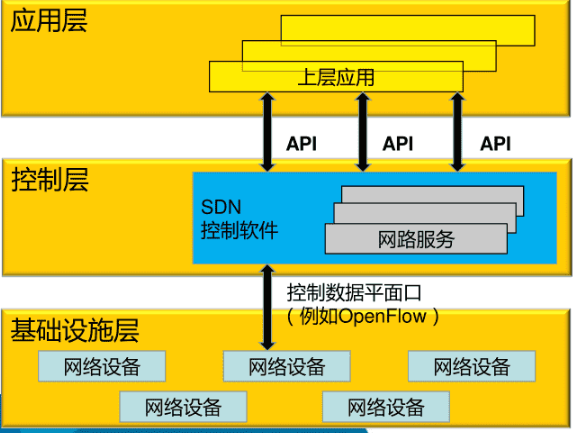 应用层
上层应用
API
API
API
控制层
SDN
控制软件
网路服务
控制数据平面口
（例如OpenFlow）
基础设施层
网络设备
网络设备
网络设备
网络设备
网络设备